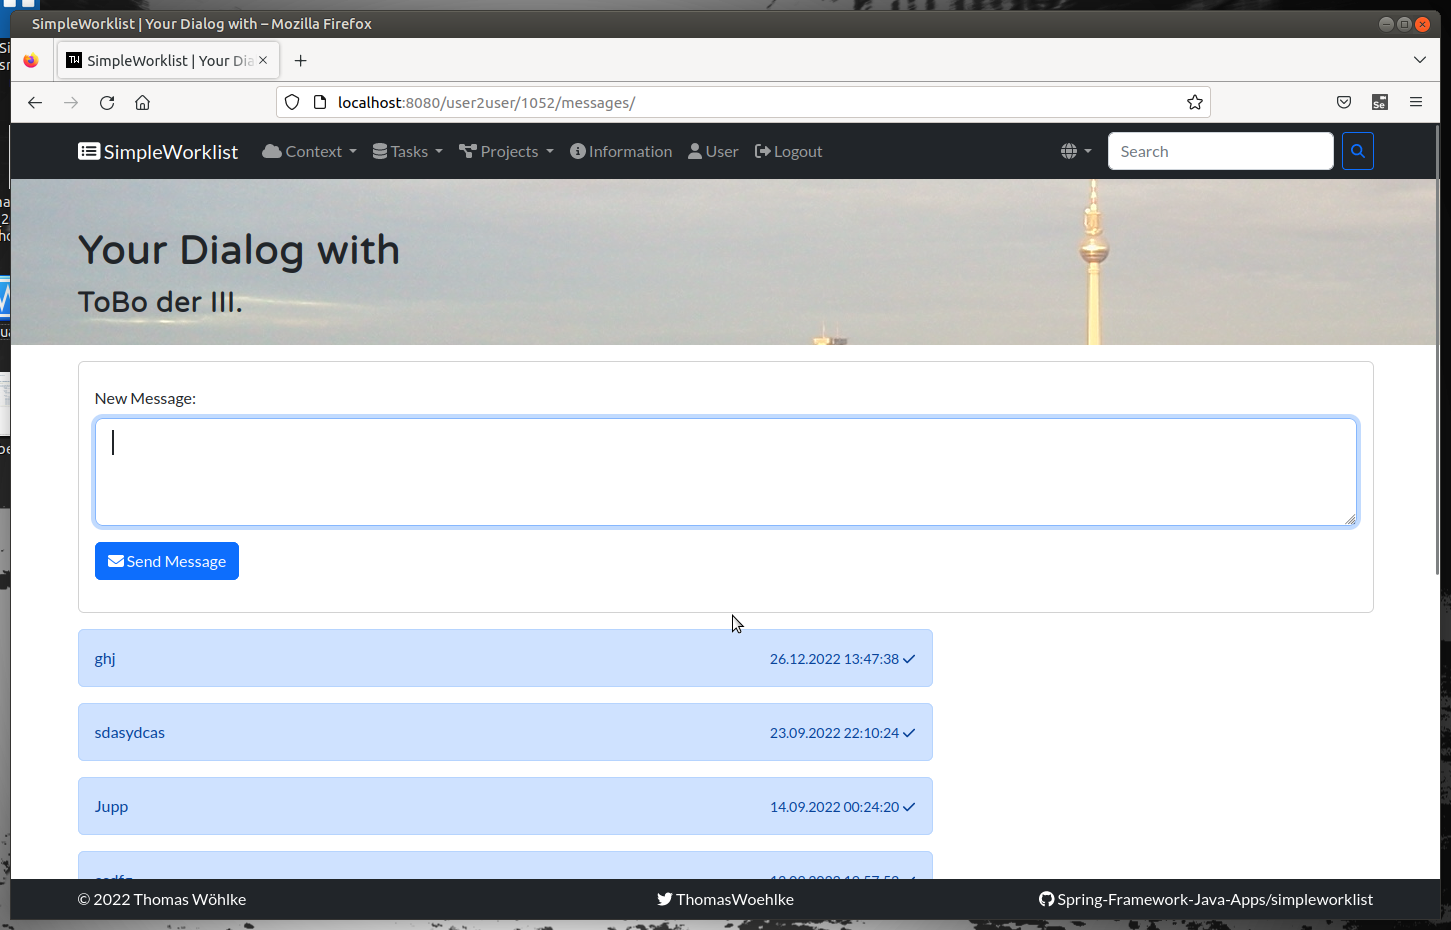 SimpleWorklist | Your Dialog with – Mozilla Firefox
SimpleWorklist | Your Dia
localhost:8080/user2user/1052/messages/
SimpleWorklist Context Tasks Projects Information User Logout Search
Your Dialog with
ToBo der III.
New Message:
Send Message
ghj 26.12.2022 13:47:38
sdasydcas 23.09.2022 22:10:24
Jupp 14.09.2022 00:24:20
© 2022 Thomas Wöhlke ThomasWoehlke Spring-Framework-Java-Apps/simpleworklist